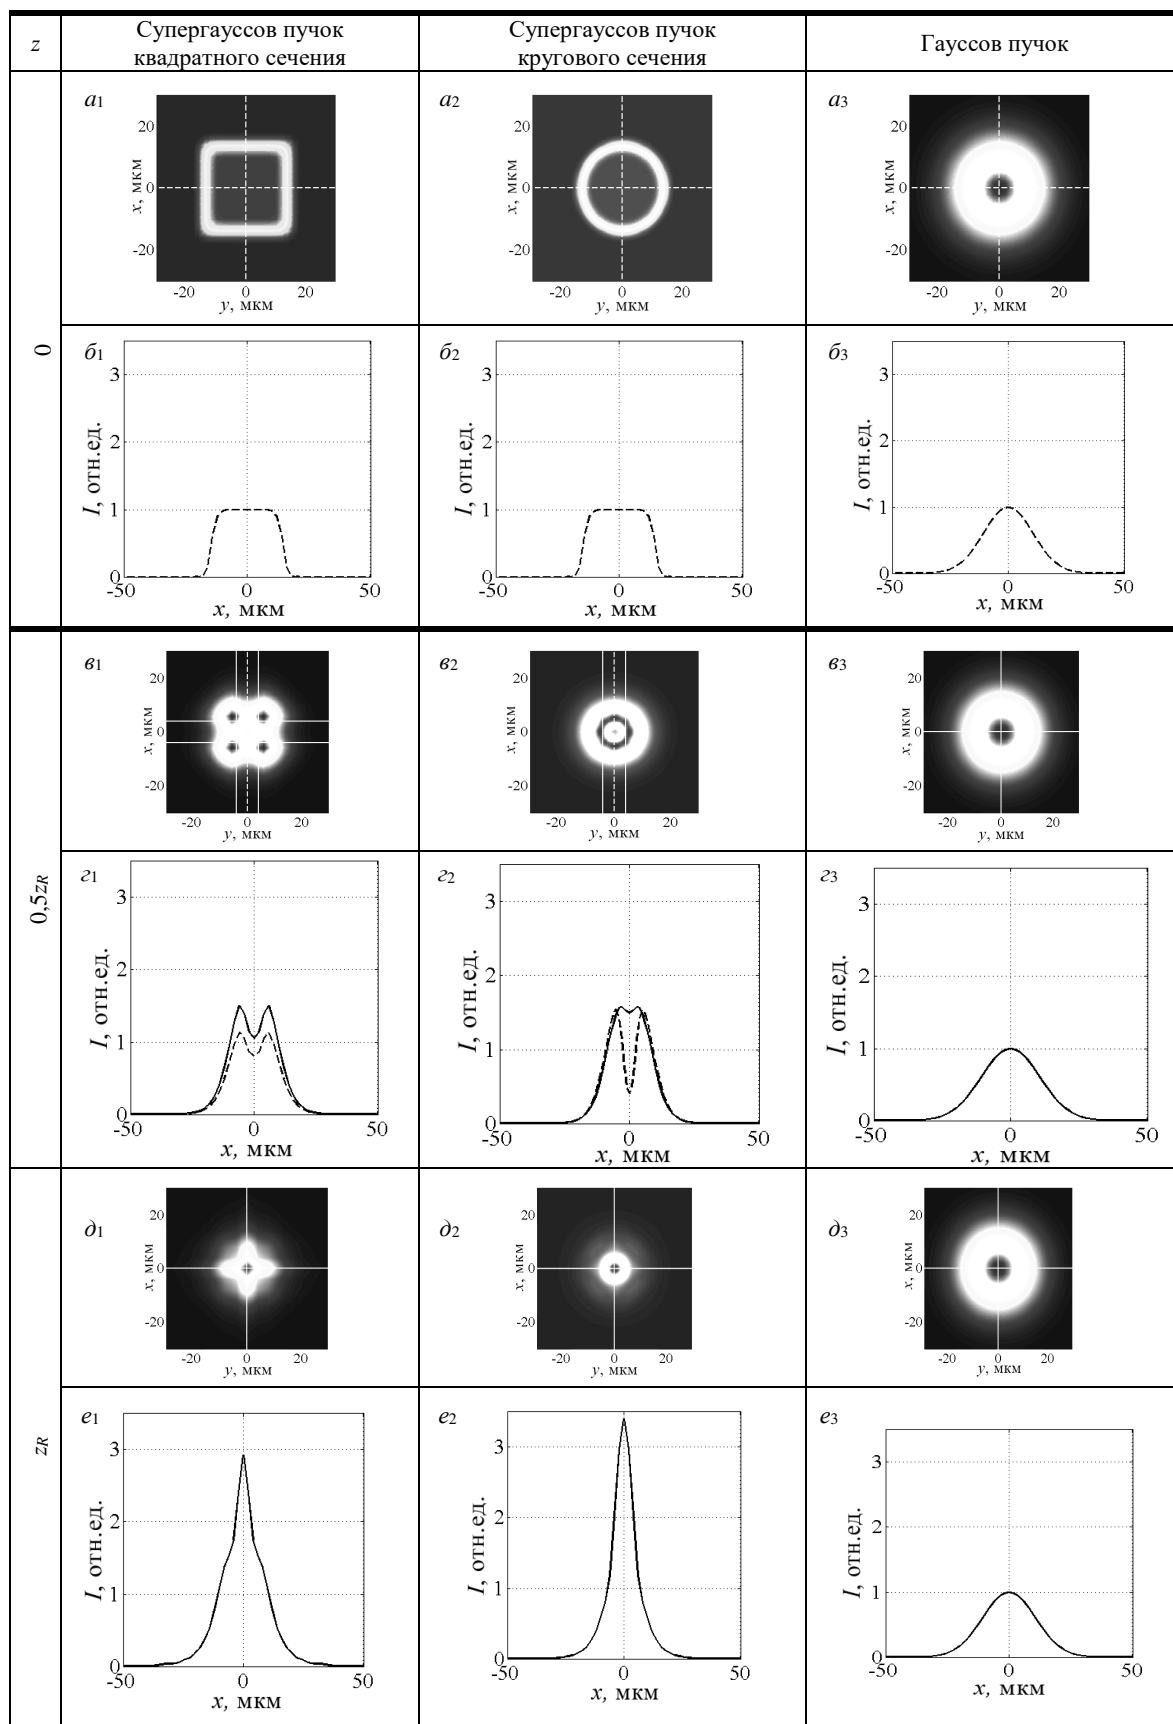 z
Супергауссов пучок
квадратного сечения
Супергауссов пучок
кругового сечения
Гауссов пучок
0
а1
20
0
-20
x, мкм
-20 0 20
y, мкм
а2
20
0
-20
x, мкм
-20 0 20
y, мкм
а3
20
0
-20
x, мкм
-20 0 20
y, мкм
б1
3
2
1
0
I, отн.ед.
-50 0 50
x, мкм
б2
3
2
1
0
I, отн.ед.
-50 0 50
x, мкм
б3
3
2
1
0
I, отн.ед.
-50 0 50
x, мкм
0,5zR
в1
20
0
-20
x, мкм
-20 0 20
y, мкм
в2
20
0
-20
x, мкм
-20 0 20
y, мкм
в3
20
0
-20
x, мкм
-20 0 20
y, мкм
г1
3
2
1
0
I, отн.ед.
-50 0 50
x, мкм
г2
3
2
1
0
I, отн.ед.
-50 0 50
x, мкм
г3
3
2
1
0
I, отн.ед.
-50 0 50
x, мкм
zR
д1
20
0
-20
x, мкм
-20 0 20
y, мкм
д2
20
0
-20
x, мкм
-20 0 20
y, мкм
д3
20
0
-20
x, мкм
-20 0 20
y, мкм
е1
3
2
1
0
I, отн.ед.
-50 0 50
x, мкм
е2
3
2
1
0
I, отн.ед.
-50 0 50
x, мкм
е3
3
2
1
0
I, отн.ед.
-50 0 50
x, мкм